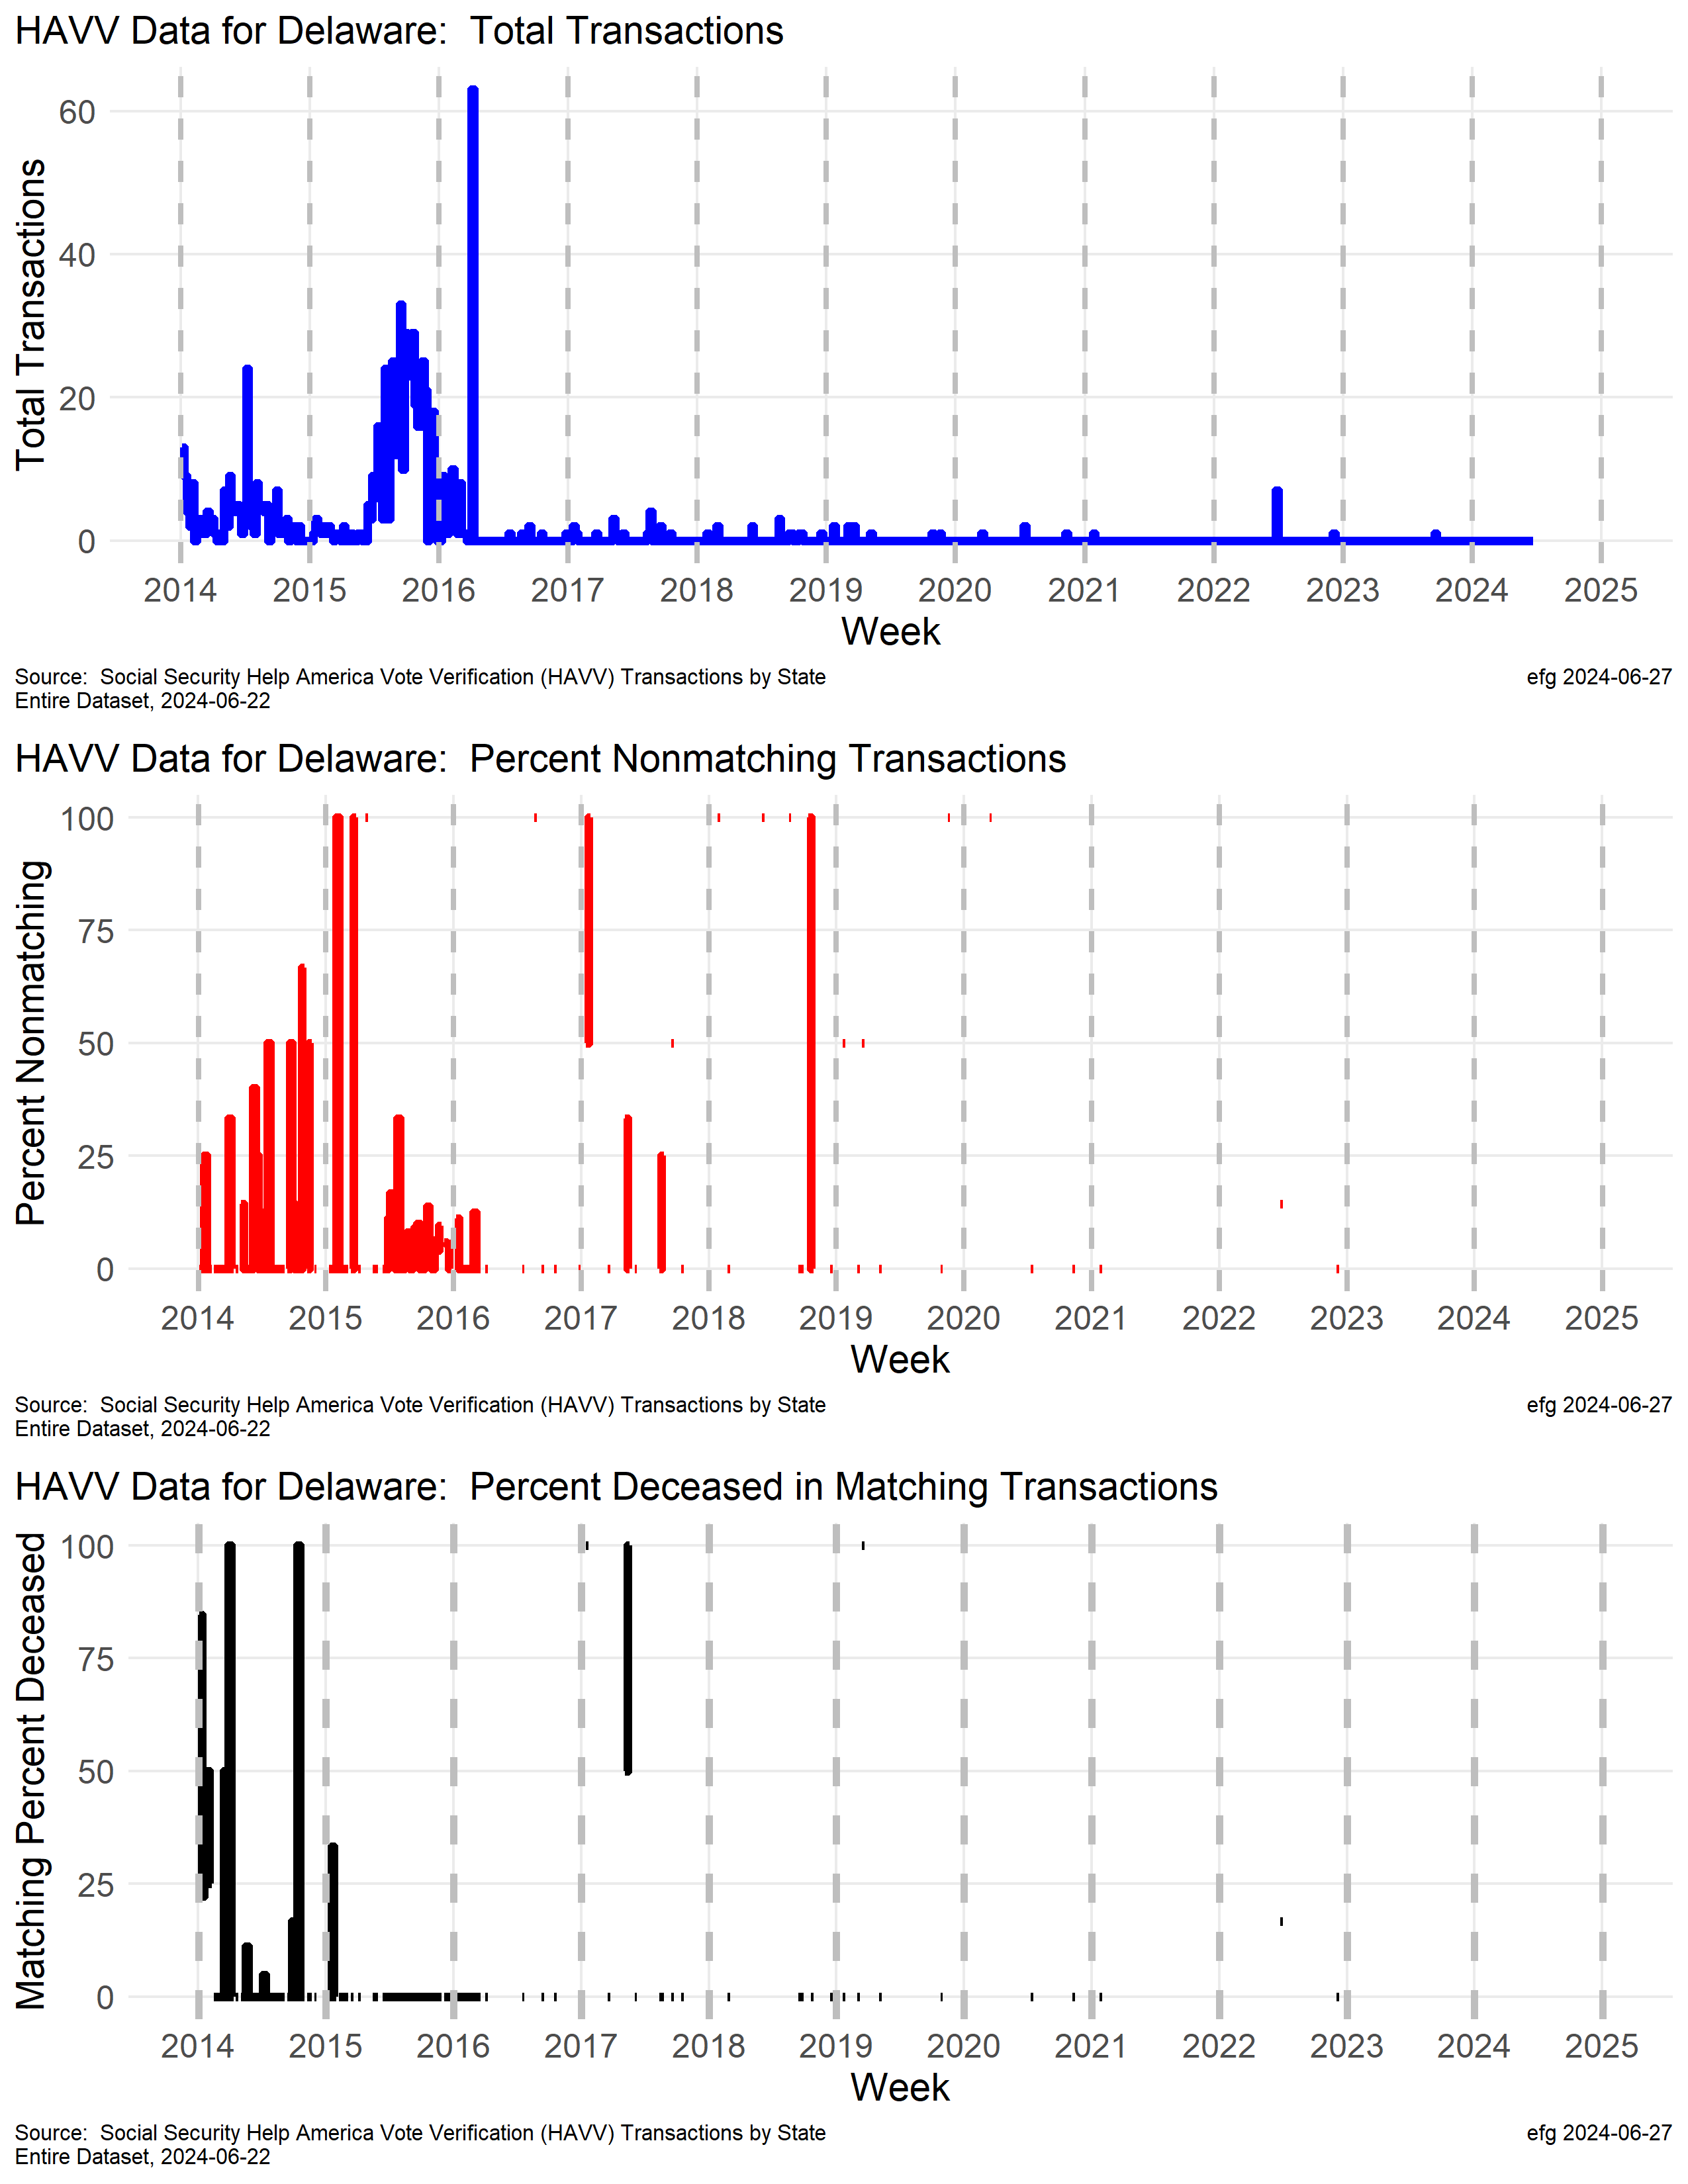 HAVV Data for Delaware:  Total Transactions
Total Transactions
60
40
20
0
2014 2015 2016 2017 2018 2019 2020 2021 2022 2023 2024 2025
Week
Source:  Social Security Help America Vote Verification (HAVV) Transactions by State
Entire Dataset, 2024-06-22
efg 2024-06-27
HAVV Data for Delaware:  Percent Nonmatching Transactions
Percent Nonmatching
100
75
50
25
0
2014 2015 2016 2017 2018 2019 2020 2021 2022 2023 2024 2025
Week
Source:  Social Security Help America Vote Verification (HAVV) Transactions by State
Entire Dataset, 2024-06-22
efg 2024-06-27
HAVV Data for Delaware:  Percent Deceased in Matching Transactions
Matching Percent Deceased
100
75
50
25
0
2014 2015 2016 2017 2018 2019 2020 2021 2022 2023 2024 2025
Week
Source:  Social Security Help America Vote Verification (HAVV) Transactions by State
Entire Dataset, 2024-06-22
efg 2024-06-27